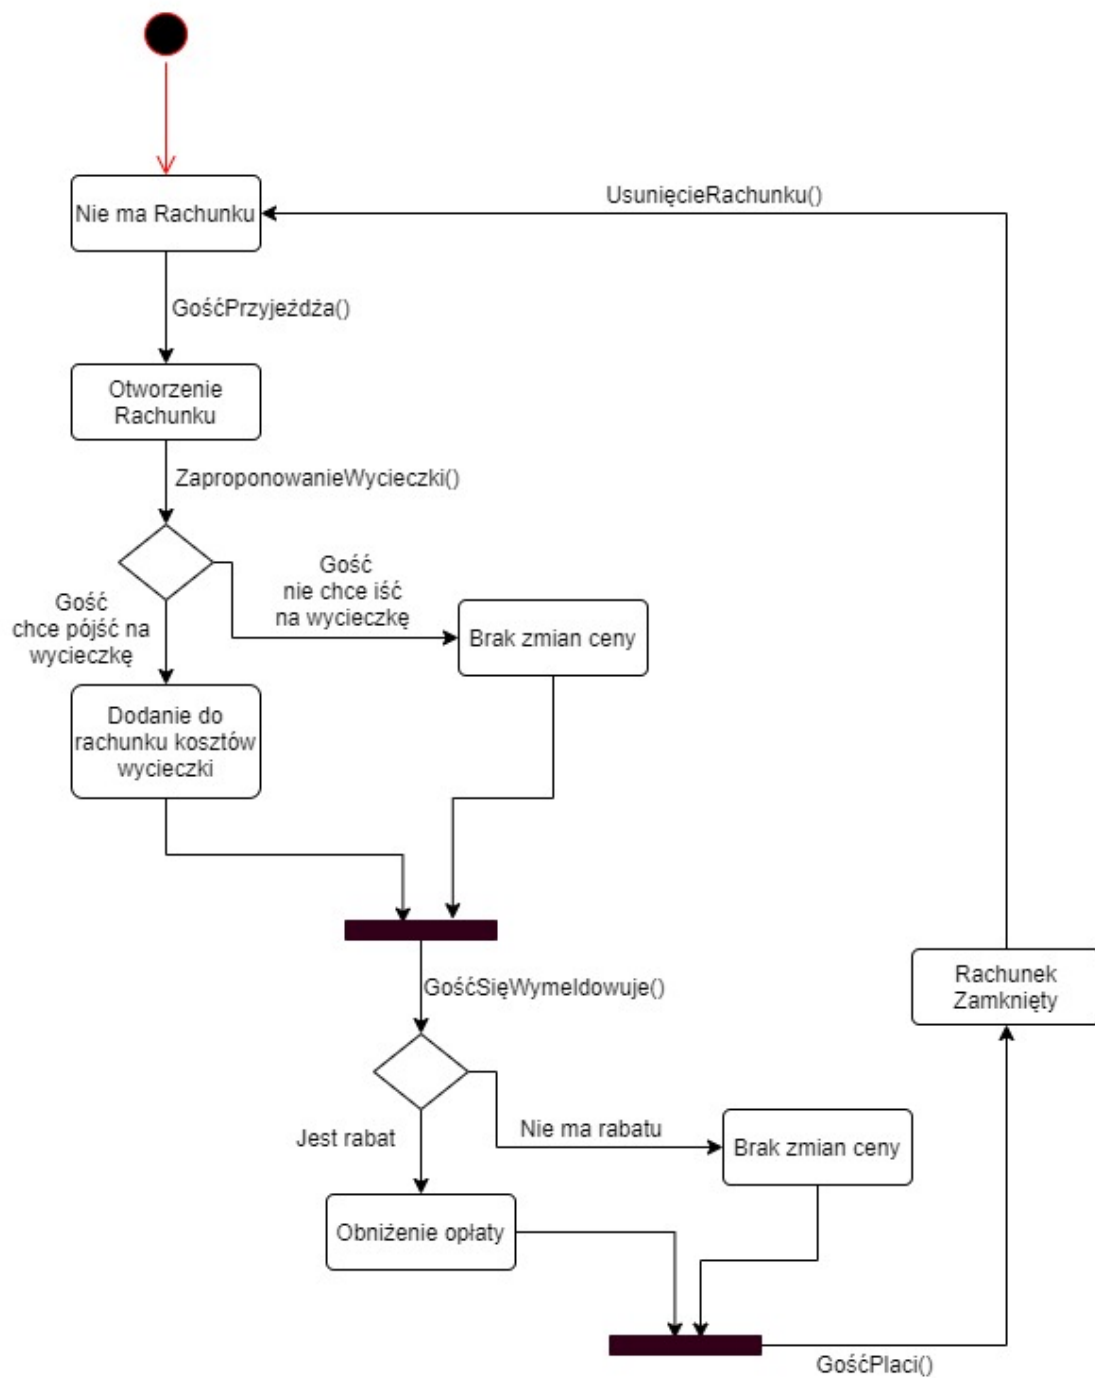 Nie ma Rachunku
UsunięcieRachunku()
GośćPrzyjeżdża()
Otworzenie
Rachunku
ZaproponowanieWycieczki()
Gość
nie chce iść
na wycieczkę
Gość
chce pójść na
wycieczkę
Brak zmian ceny
Dodanie do
rachunku kosztów
wycieczki
GośćSięWymeldowuje()
Rachunek
Zamknięty
Jest rabat
Nie ma rabatu
Brak zmian ceny
Obniżenie opłaty
GośćPlaci()